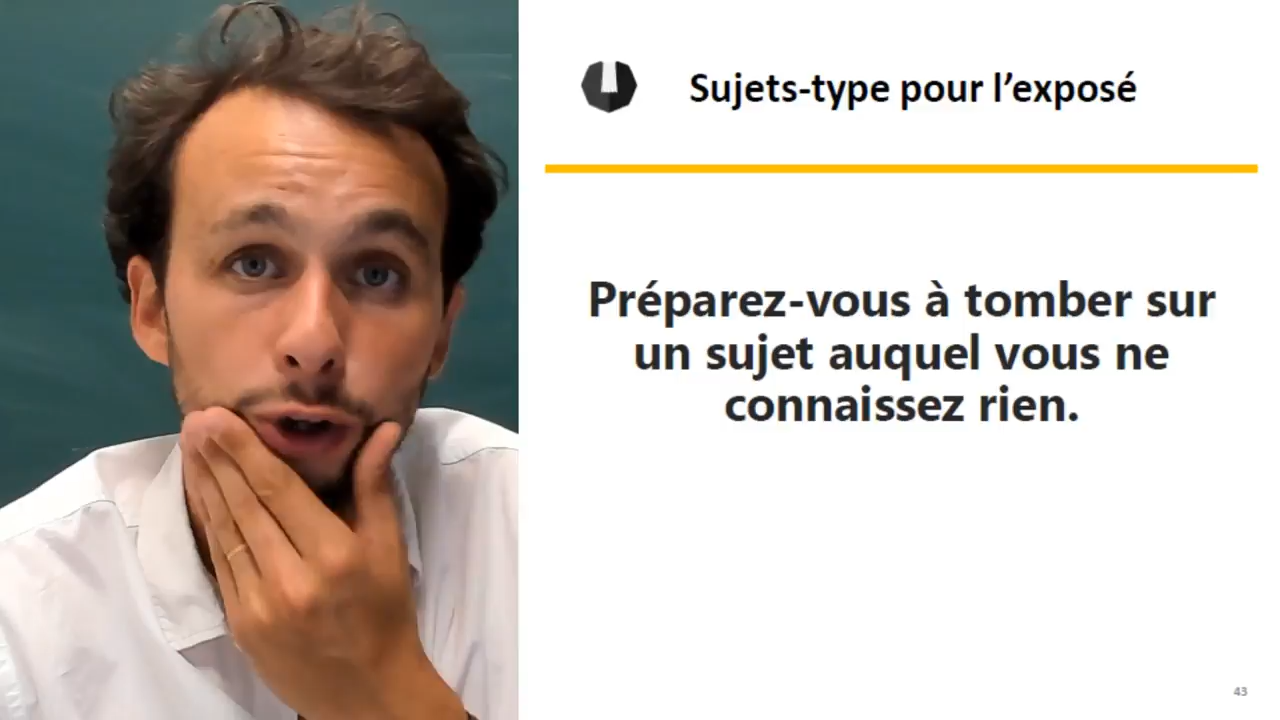 Sujets-type pour l’exposé
Préparez-vous à tomber sur
un sujet auquel vous ne
connaissez rien.
43